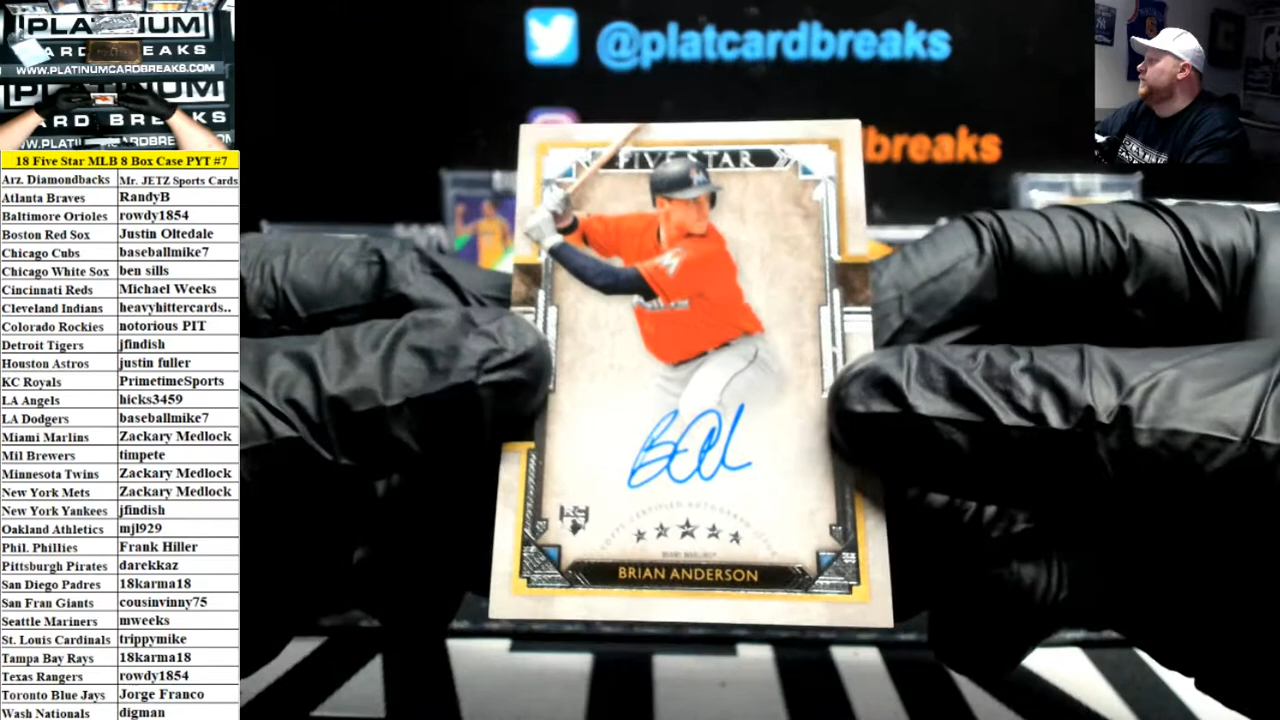 PLATINUM
CARD BREAKS
WWW.PLATINUMCARDBREAKS.COM
PLATINUM
CARD BREAKS
@platcardbreaks
breaks
FIVE STAR
TOPPS CERTIFIED AUTOGRAPH ISSUE
RC
MIAMI MARLINS
BRIAN ANDERSON
18 Five Star MLB 8 Box Case PYT #7
Arz. Diamondbacks Mr. JETZ Sports Cards
Atlanta Braves RandyB
Baltimore Orioles rowdy1854
Boston Red Sox Justin Oltedale
Chicago Cubs baseballmike7
Chicago White Sox ben sills
Cincinnati Reds Michael Weeks
Cleveland Indians heavyhittercards..
Colorado Rockies notorious PIT
Detroit Tigers jfindish
Houston Astros justin fuller
KC Royals PrimetimeSports
LA Angels hicks3459
LA Dodgers baseballmike7
Miami Marlins Zackary Medlock
Mil Brewers timpete
Minnesota Twins Zackary Medlock
New York Mets Zackary Medlock
New York Yankees jfindish
Oakland Athletics mjl929
Phil. Phillies Frank Hiller
Pittsburgh Pirates darekkaz
San Diego Padres 18karma18
San Fran Giants cousinvinny75
Seattle Mariners mweeks
St. Louis Cardinals trippymike
Tampa Bay Rays 18karma18
Texas Rangers rowdy1854
Toronto Blue Jays Jorge Franco
Wash Nationals digman